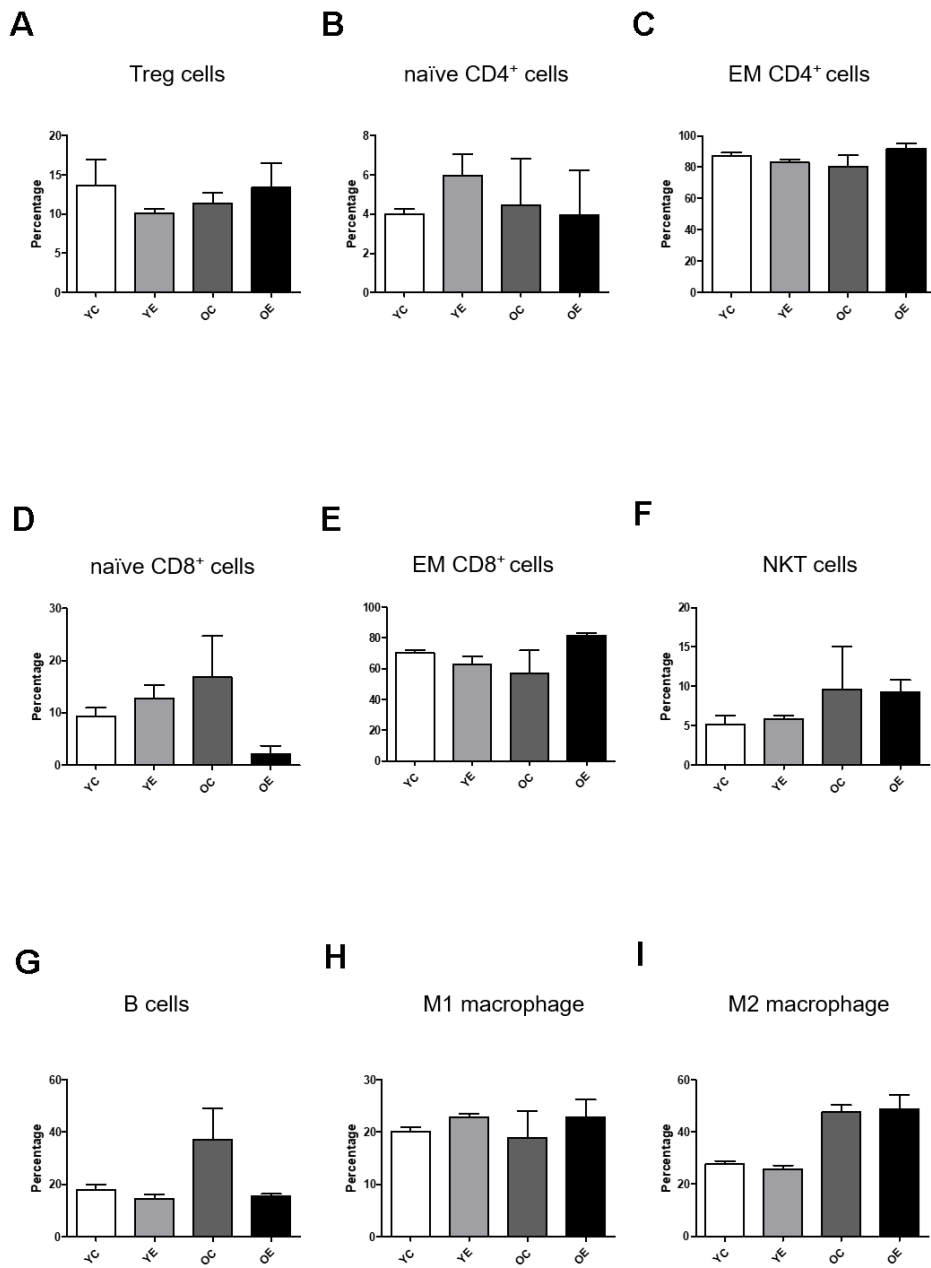 A
Treg cells
Percentage
20
15
10
5
0
YC
YE
OC
OE
B
naïve CD4⁺ cells
Percentage
8
6
4
2
0
YC
YE
OC
OE
C
EM CD4⁺ cells
Percentage
100
80
60
40
20
0
YC
YE
OC
OE
D
naïve CD8⁺ cells
Percentage
30
20
10
0
YC
YE
OC
OE
E
EM CD8⁺ cells
Percentage
100
80
60
40
20
0
YC
YE
OC
OE
F
NKT cells
Percentage
20
15
10
5
0
YC
YE
OC
OE
G
B cells
Percentage
60
40
20
0
YC
YE
OC
OE
H
M1 macrophage
Percentage
30
20
10
0
YC
YE
OC
OE
I
M2 macrophage
Percentage
60
40
20
0
YC
YE
OC
OE